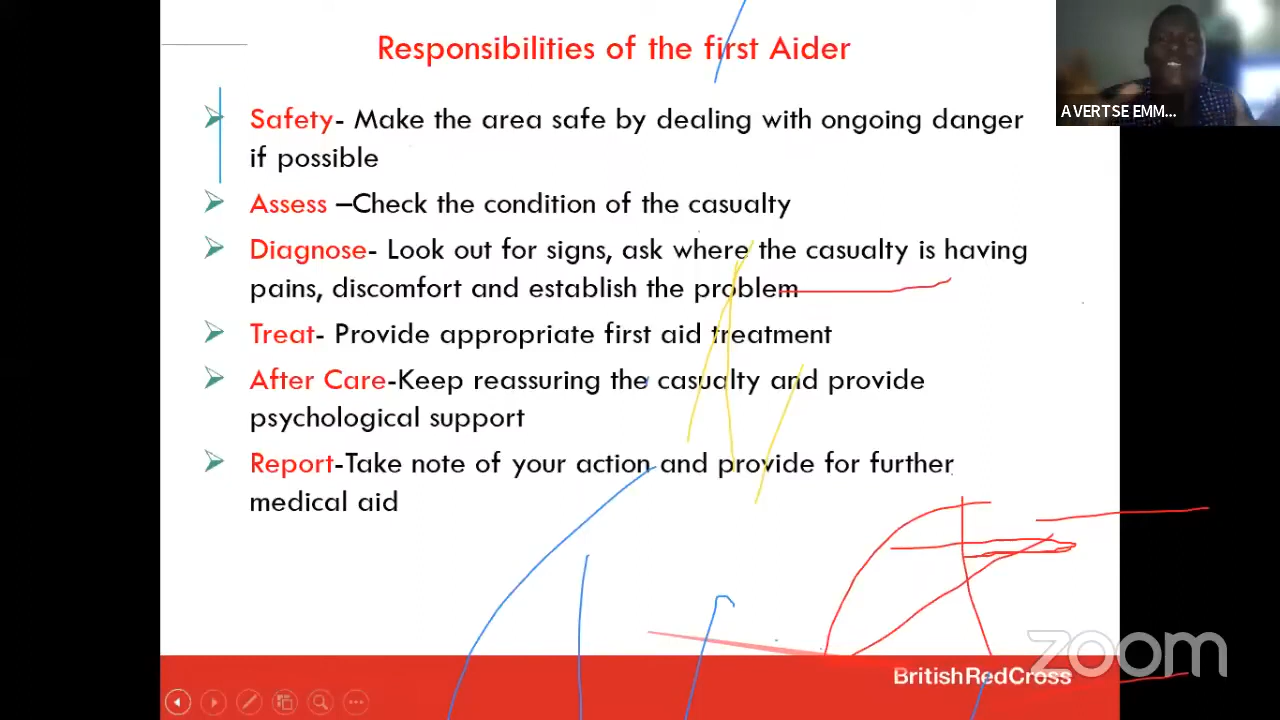 Responsibilities of the first Aider
AVERTSE EMM...
Safety- Make the area safe by dealing with ongoing danger
if possible
Assess –Check the condition of the casualty
Diagnose- Look out for signs, ask where the casualty is having
pains, discomfort and establish the problem
Treat- Provide appropriate first aid treatment
After Care-Keep reassuring the casualty and provide
psychological support
Report-Take note of your action and provide for further
medical aid
zoom
BritishRedCross